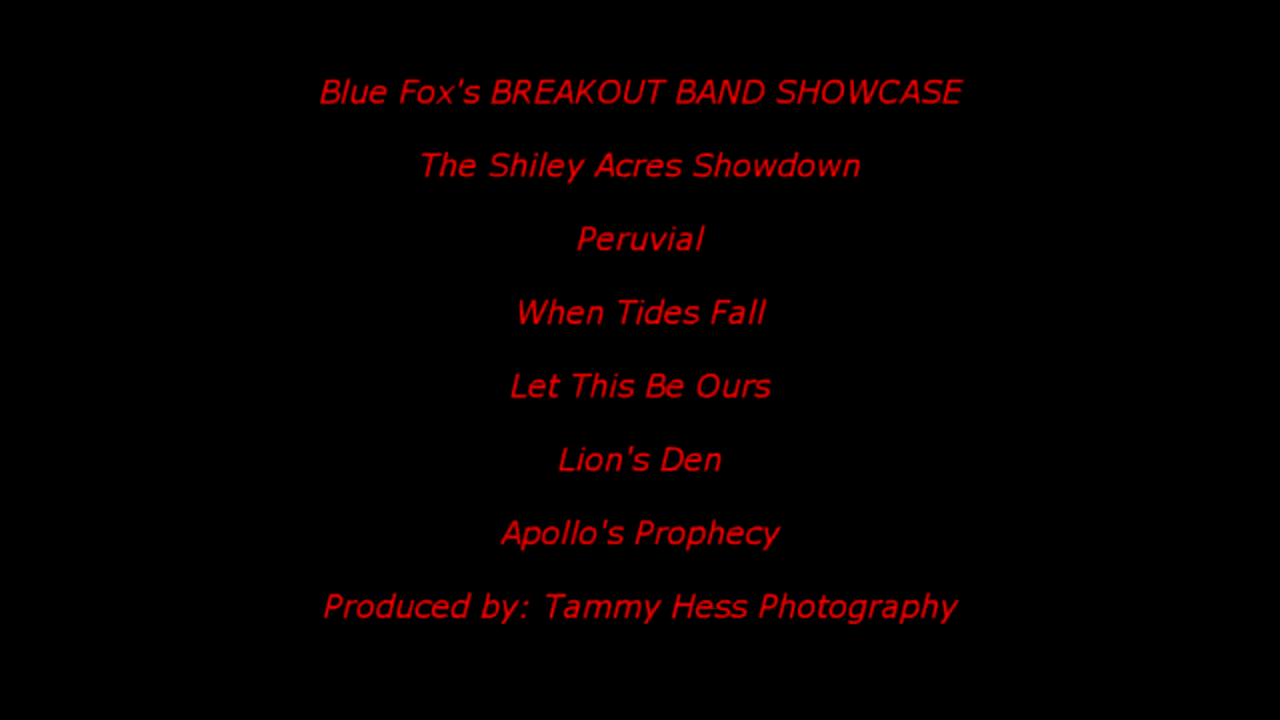 Blue Fox's BREAKOUT BAND SHOWCASE
The Shiley Acres Showdown
Peruvial
When Tides Fall
Let This Be Ours
Lion's Den
Apollo's Prophecy
Produced by: Tammy Hess Photography